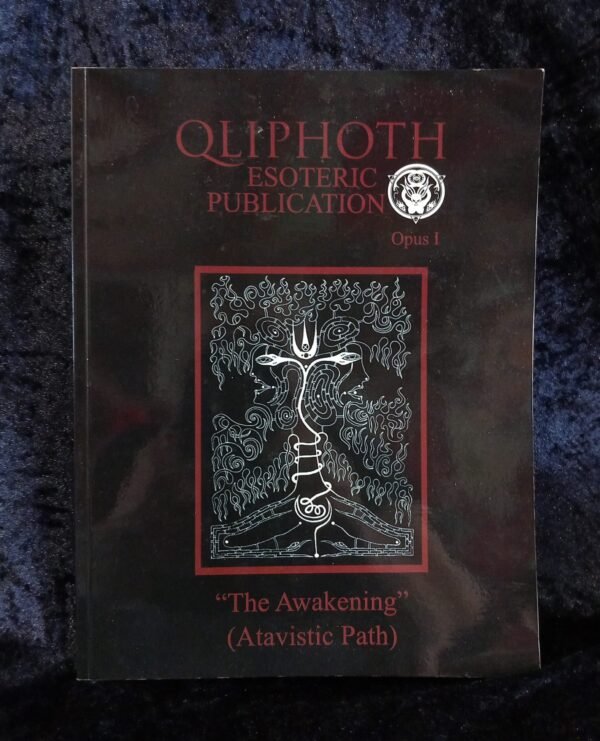 QLIPHOTH
ESOTERIC
PUBLICATION
Opus I
“The Awakening”
(Atavistic Path)